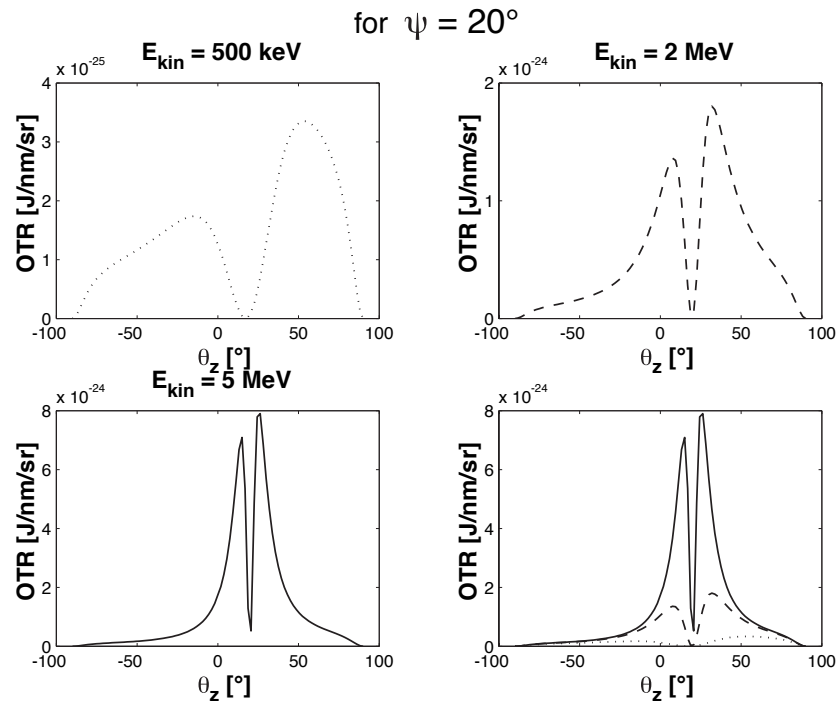 for ψ = 20°
E_kin = 500 keV
x 10^-25
OTR [J/nm/sr]
4
3
2
1
0
-100 -50 0 50 100
θ_z [°]
E_kin = 2 MeV
x 10^-24
OTR [J/nm/sr]
2
1
0
-100 -50 0 50 100
θ_z [°]
E_kin = 5 MeV
x 10^-24
OTR [J/nm/sr]
8
6
4
2
0
-100 -50 0 50 100
θ_z [°]
x 10^-24
OTR [J/nm/sr]
8
6
4
2
0
-100 -50 0 50 100
θ_z [°]